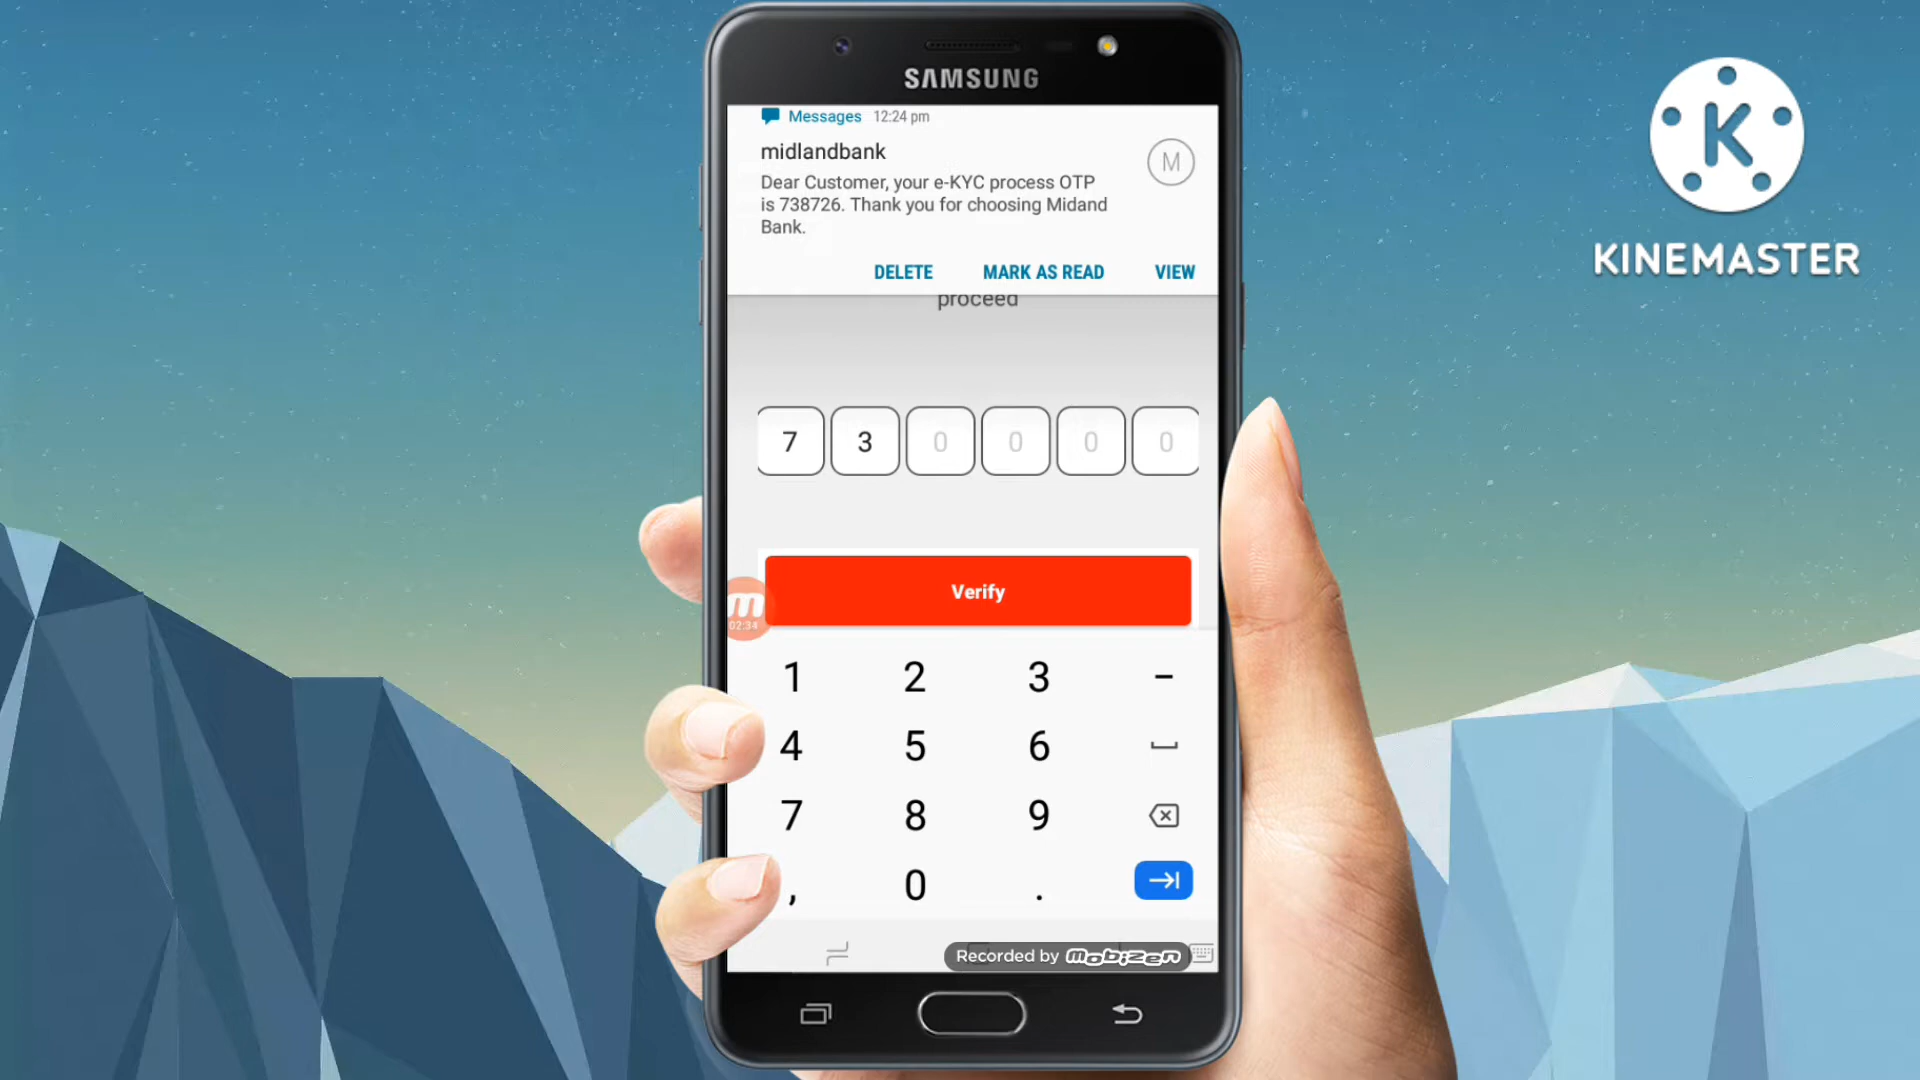 SAMSUNG
Messages 12:24 pm
midlandbank
M
Dear Customer, your e-KYC process OTP
is 738726. Thank you for choosing Midand
Bank.
DELETE MARK AS READ VIEW
proceed
7 3 0 0 0 0
Verify
m
02:34
1 2 3 -
4 5 6
7 8 9
, 0 .
Recorded by mobizen
K
KINEMASTER